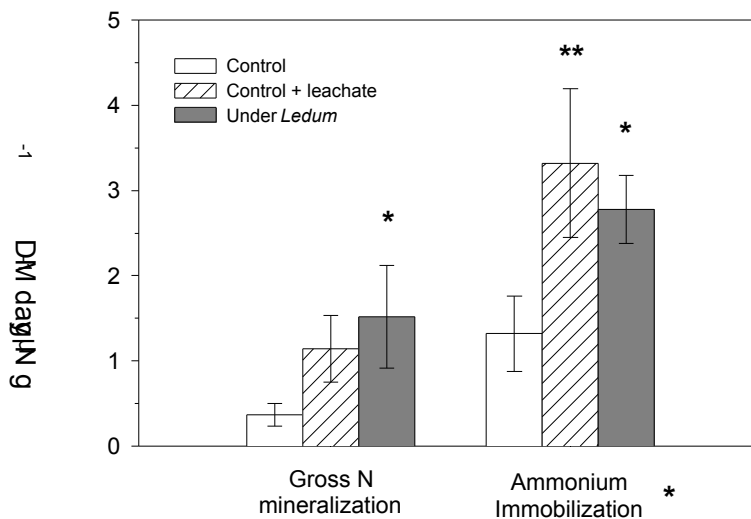 5
4
3
2
1
0
-1
Control
Control + leachate
Under Ledum
*
**
*
Gross N
mineralization
Ammonium
Immobilization *